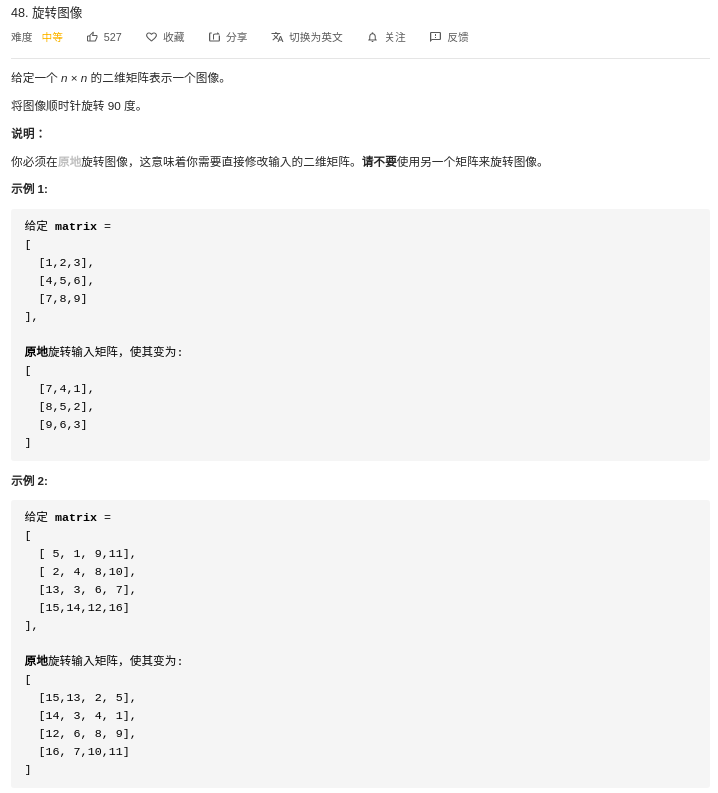 48. 旋转图像
难度 中等 527 收藏 分享 切换为英文 关注 反馈
给定一个 n × n 的二维矩阵表示一个图像。
将图像顺时针旋转 90 度。
说明：
你必须在原地旋转图像，这意味着你需要直接修改输入的二维矩阵。请不要使用另一个矩阵来旋转图像。
示例 1:
给定 matrix =
[
  [1,2,3],
  [4,5,6],
  [7,8,9]
],
原地旋转输入矩阵，使其变为:
[
  [7,4,1],
  [8,5,2],
  [9,6,3]
]
示例 2:
给定 matrix =
[
  [ 5, 1, 9,11],
  [ 2, 4, 8,10],
  [13, 3, 6, 7],
  [15,14,12,16]
],
原地旋转输入矩阵，使其变为:
[
  [15,13, 2, 5],
  [14, 3, 4, 1],
  [12, 6, 8, 9],
  [16, 7,10,11]
]